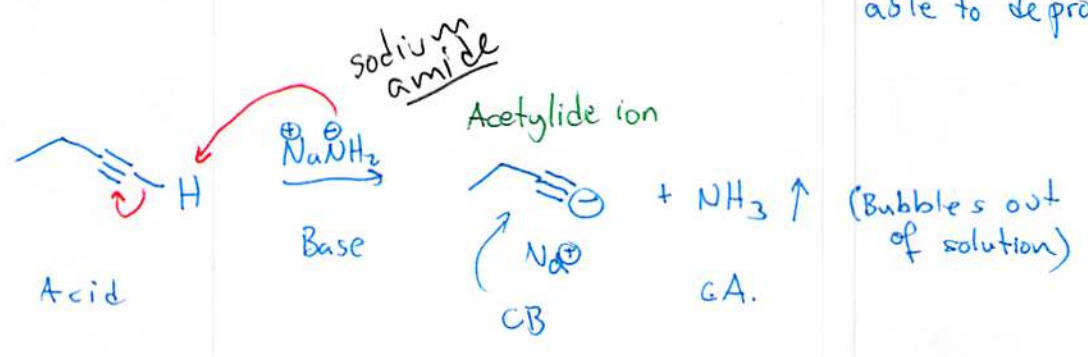 able to depro
sodium
amide
Acetylide ion
⊕ ⊖
NaNH₂
H
⊖
+ NH₃ ↑ (Bubbles out
of solution)
Base
Na⊕
Acid
CA.
CB